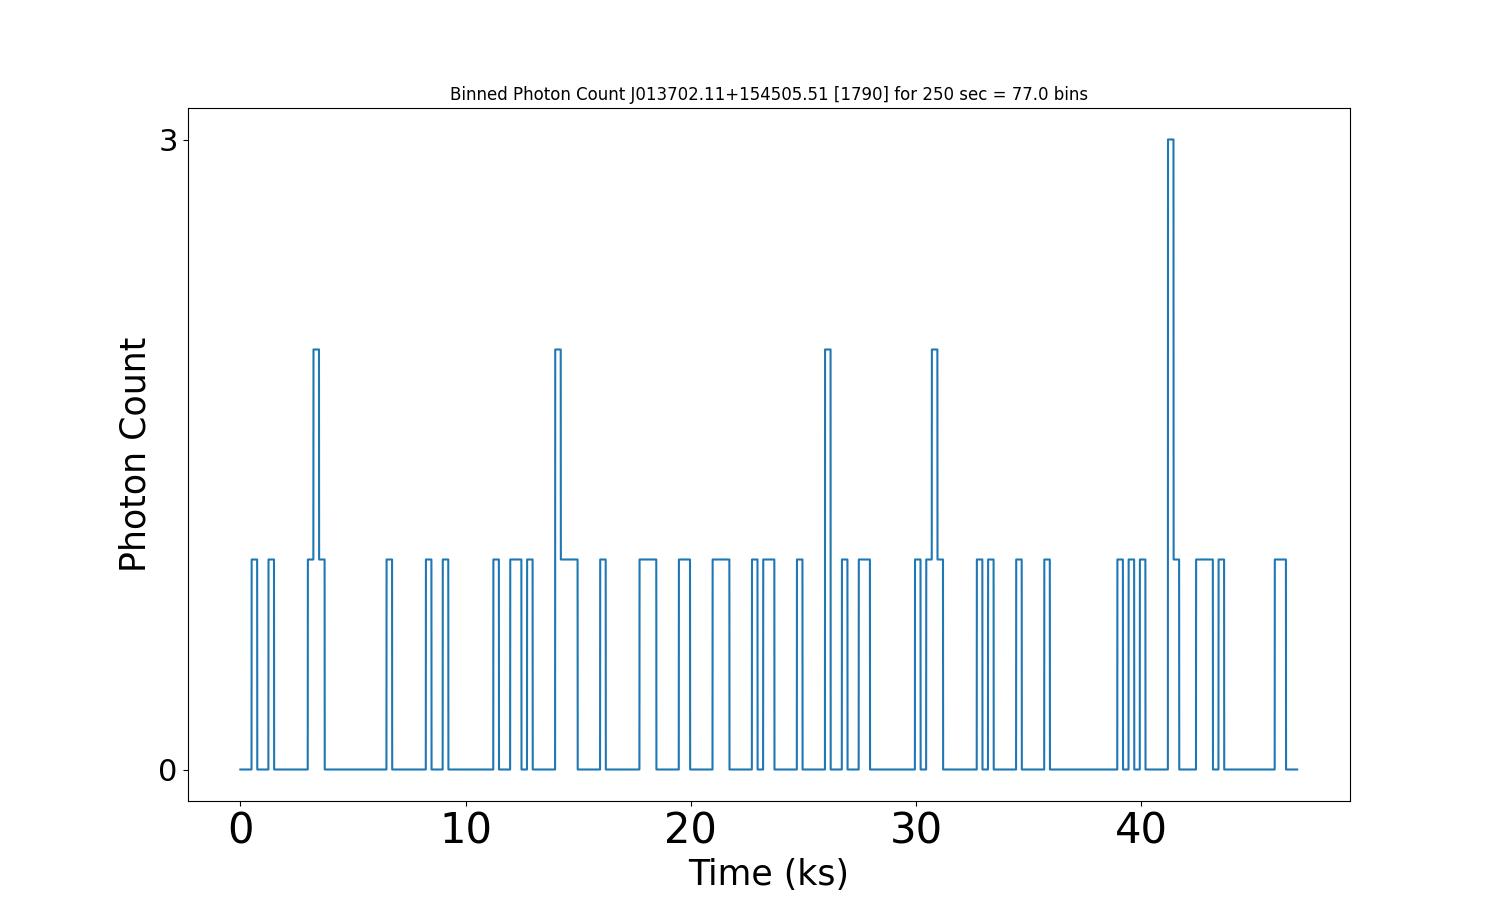 Binned Photon Count J013702.11+154505.51 [1790] for 250 sec = 77.0 bins
3
Photon Count
0
0 10 20 30 40
Time (ks)